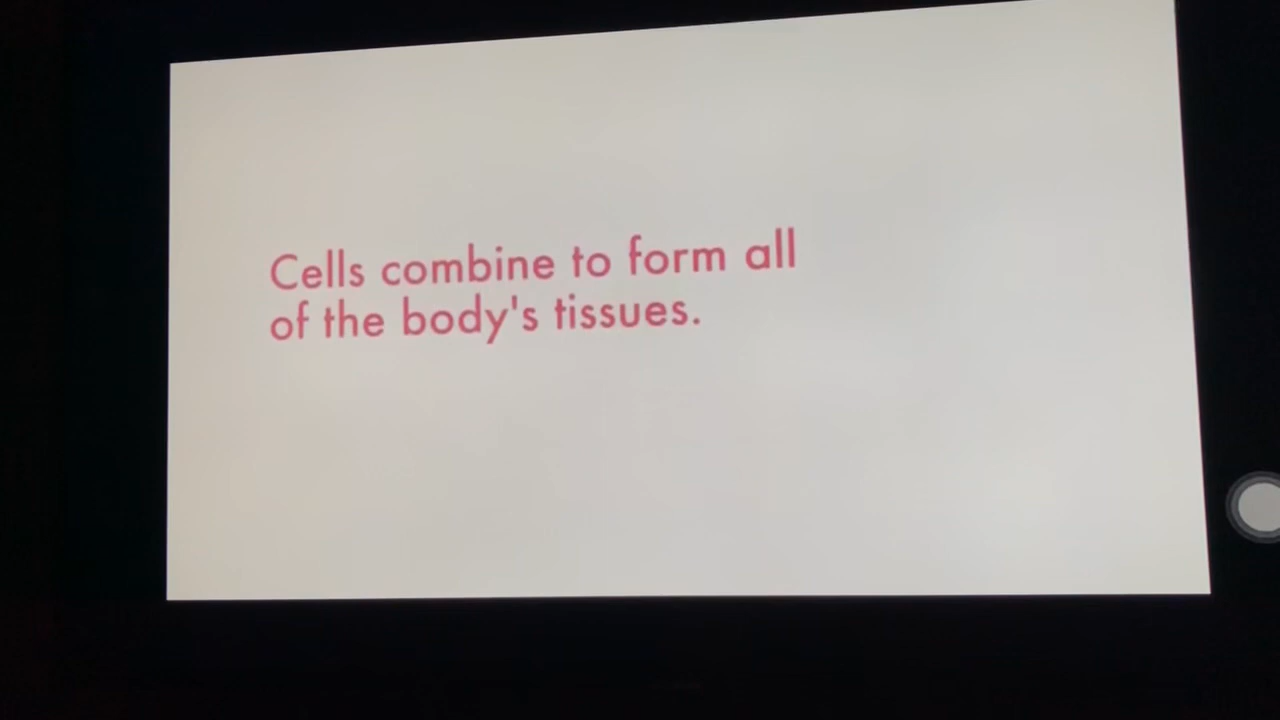 Cells combine to form all
of the body's tissues.